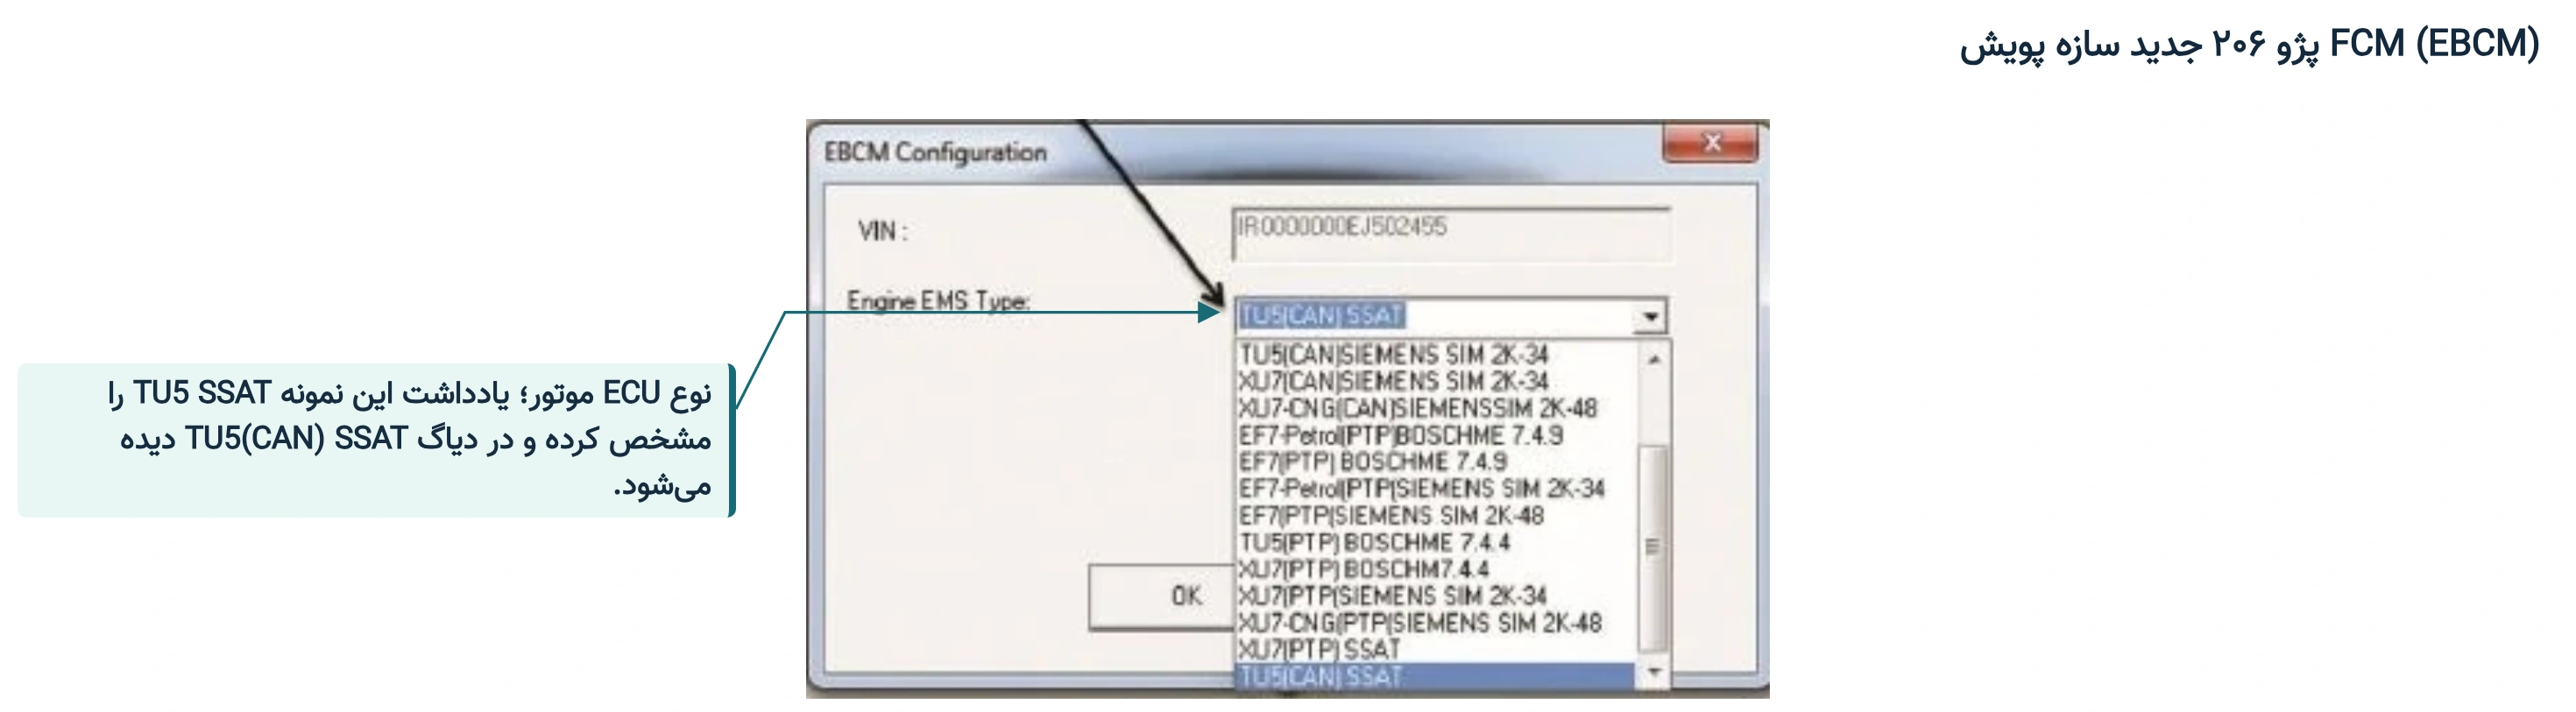 FCM (EBCM) پژو ۲۰۶ جدید سازه پویش
EBCM Configuration
VIN :
IR0000000EJ502455
Engine EMS Type:
TU5(CAN) SSAT
TU5(CAN)SIEMENS SIM 2K-34
XU7(CAN)SIEMENS SIM 2K-34
XU7-CNG(CAN)SIEMENSSIM 2K-48
EF7-Petrol(PTP)BOSCHME 7.4.9
EF7(PTP) BOSCHME 7.4.9
EF7-Petrol(PTP(SIEMENS SIM 2K-34
EF7(PTP(SIEMENS SIM 2K-48
TU5(PTP) BOSCHME 7.4.4
XU7(PTP) BOSCHM7.4.4
XU7(PTP(SIEMENS SIM 2K-34
XU7-CNG(PTP(SIEMENS SIM 2K-48
XU7(PTP) SSAT
TU5(CAN) SSAT
OK
نوع ECU موتور؛ یادداشت این نمونه TU5 SSAT را
مشخص کرده و در دیاگ TU5(CAN) SSAT دیده
می‌شود.